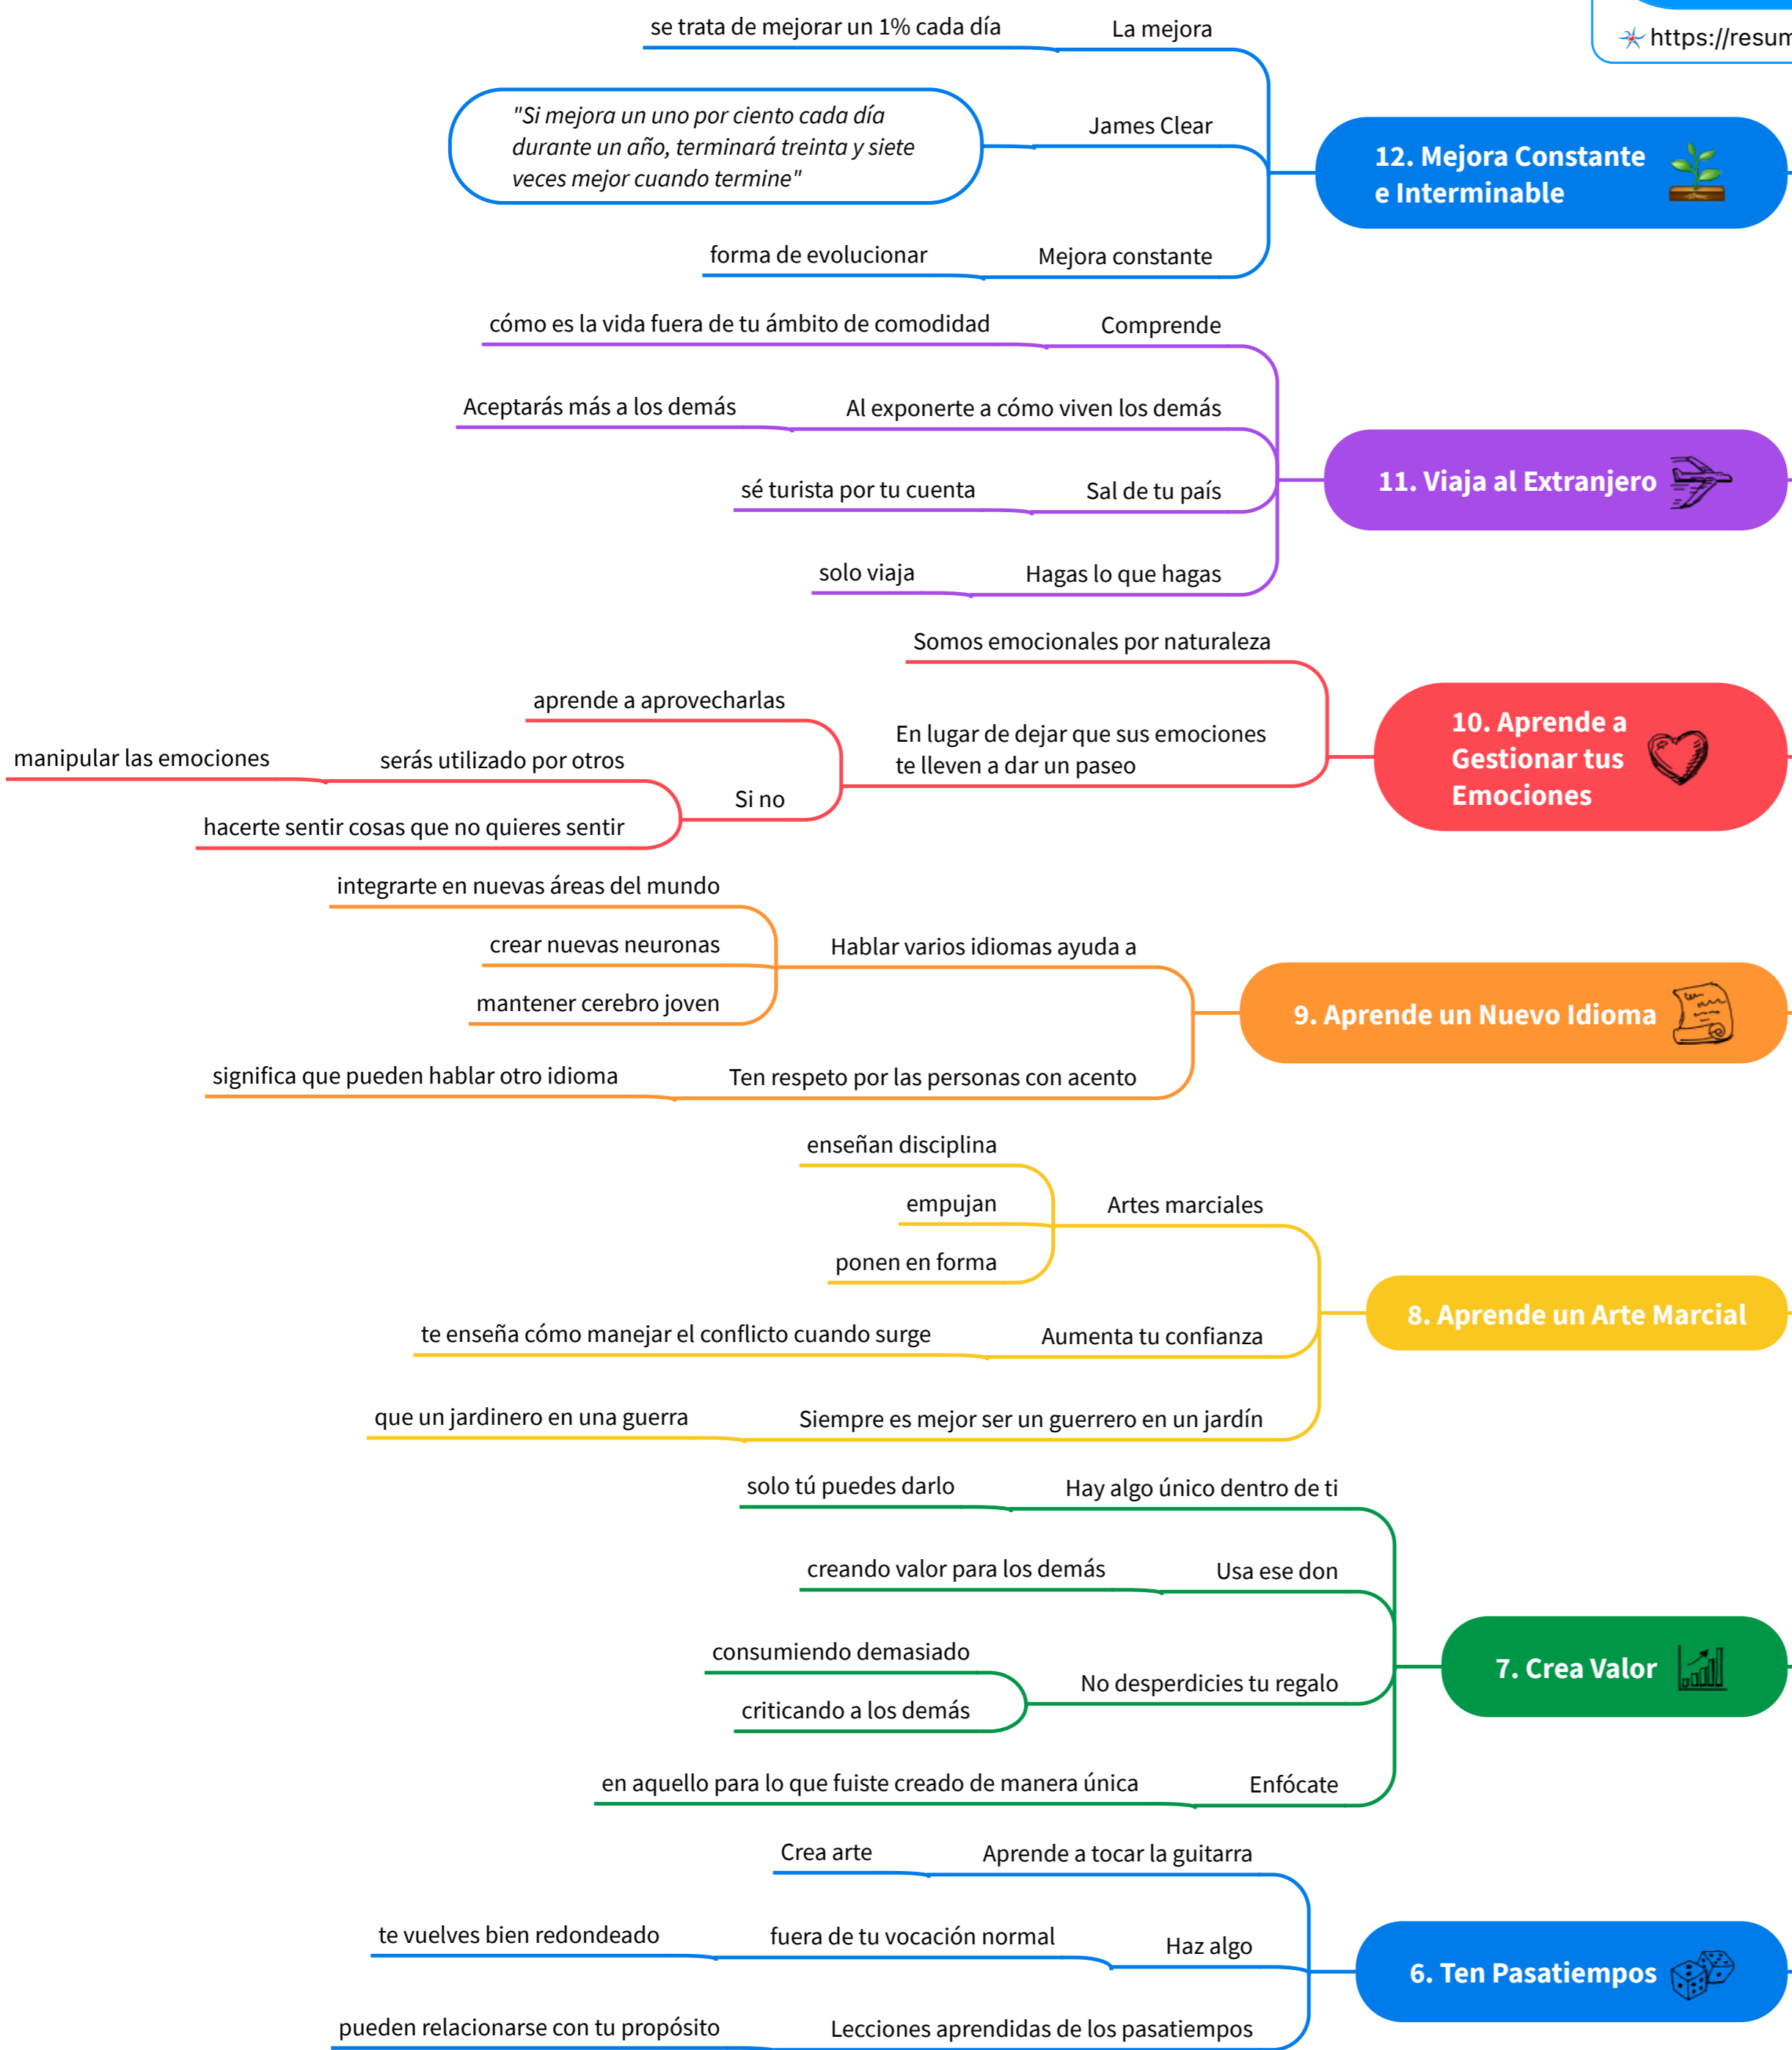 https://resum
12. Mejora Constante
e Interminable
La mejora
se trata de mejorar un 1% cada día
James Clear
"Si mejora un uno por ciento cada día
durante un año, terminará treinta y siete
veces mejor cuando termine"
Mejora constante
forma de evolucionar
11. Viaja al Extranjero
Comprende
cómo es la vida fuera de tu ámbito de comodidad
Al exponerte a cómo viven los demás
Aceptarás más a los demás
Sal de tu país
sé turista por tu cuenta
Hagas lo que hagas
solo viaja
10. Aprende a
Gestionar tus
Emociones
Somos emocionales por naturaleza
En lugar de dejar que sus emociones
te lleven a dar un paseo
aprende a aprovecharlas
Si no
serás utilizado por otros
manipular las emociones
hacerte sentir cosas que no quieres sentir
9. Aprende un Nuevo Idioma
Hablar varios idiomas ayuda a
integrarte en nuevas áreas del mundo
crear nuevas neuronas
mantener cerebro joven
Ten respeto por las personas con acento
significa que pueden hablar otro idioma
8. Aprende un Arte Marcial
Artes marciales
enseñan disciplina
empujan
ponen en forma
Aumenta tu confianza
te enseña cómo manejar el conflicto cuando surge
Siempre es mejor ser un guerrero en un jardín
que un jardinero en una guerra
7. Crea Valor
Hay algo único dentro de ti
solo tú puedes darlo
Usa ese don
creando valor para los demás
No desperdicies tu regalo
consumiendo demasiado
criticando a los demás
Enfócate
en aquello para lo que fuiste creado de manera única
6. Ten Pasatiempos
Aprende a tocar la guitarra
Crea arte
Haz algo
fuera de tu vocación normal
te vuelves bien redondeado
Lecciones aprendidas de los pasatiempos
pueden relacionarse con tu propósito